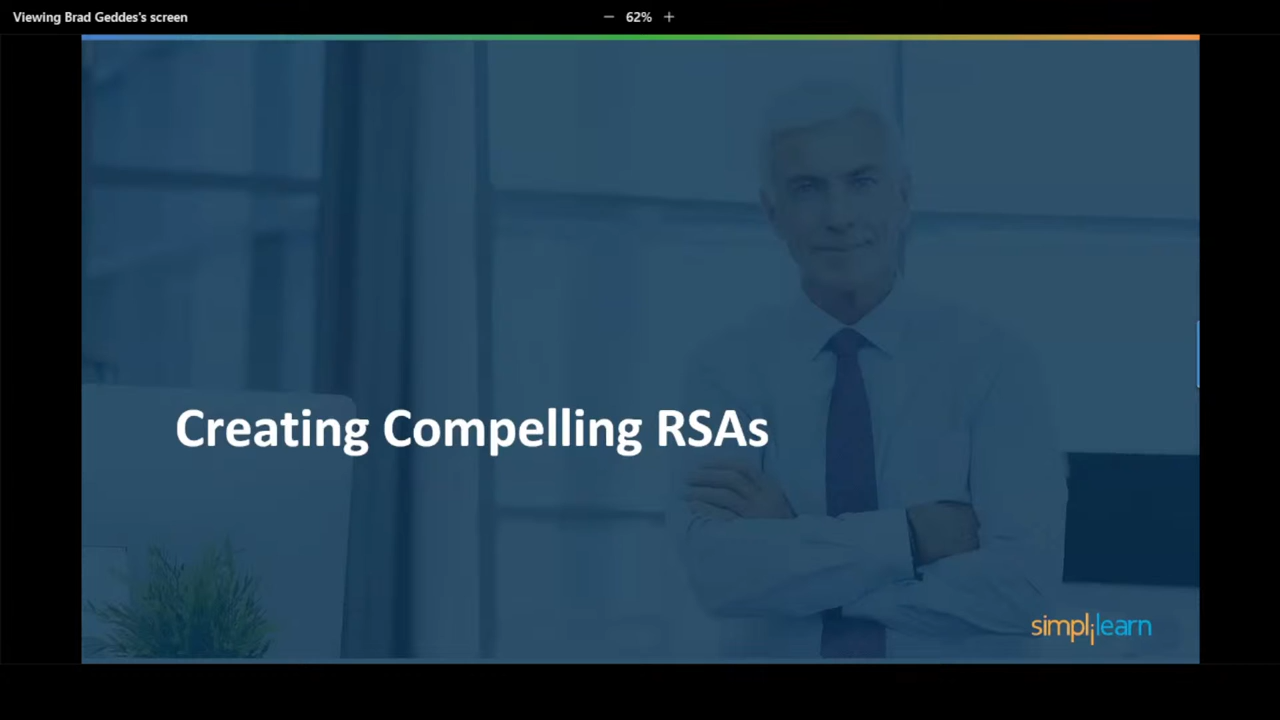 Viewing Brad Geddes's screen
62%
Creating Compelling RSAs
simplilearn